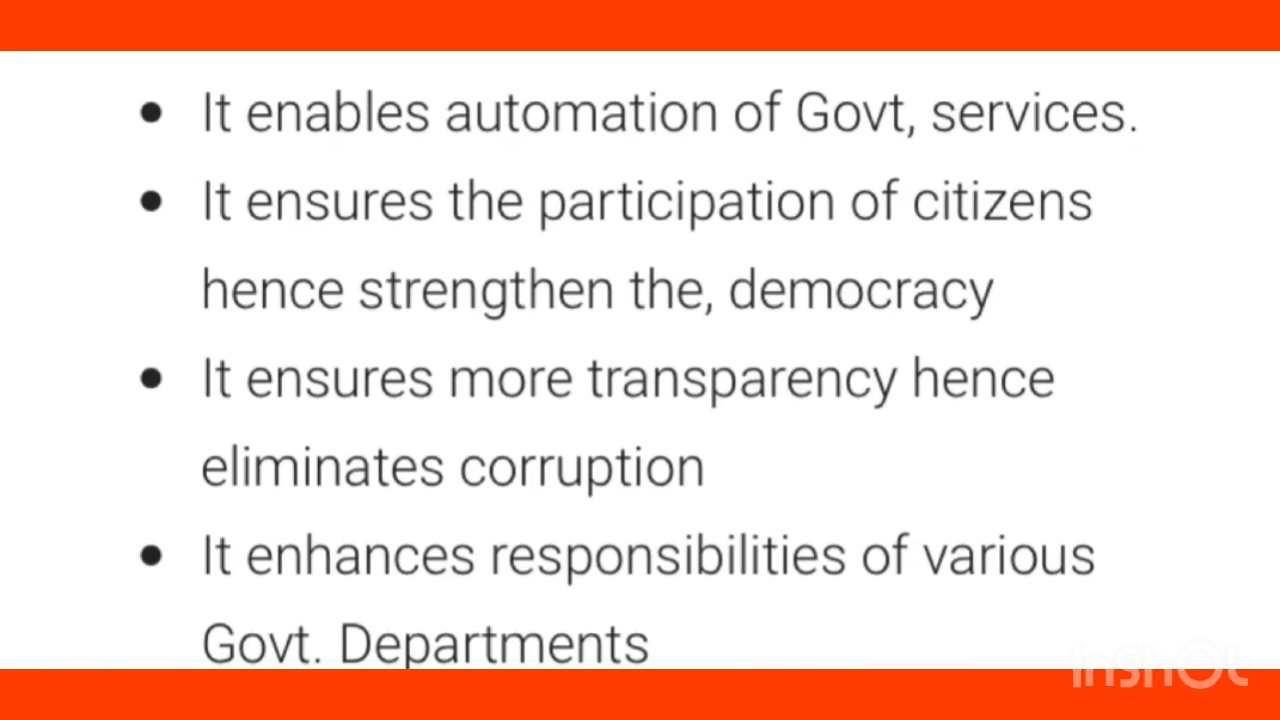 • It enables automation of Govt, services.
• It ensures the participation of citizens
hence strengthen the, democracy
• It ensures more transparency hence
eliminates corruption
• It enhances responsibilities of various
Govt. Departments
InShOt